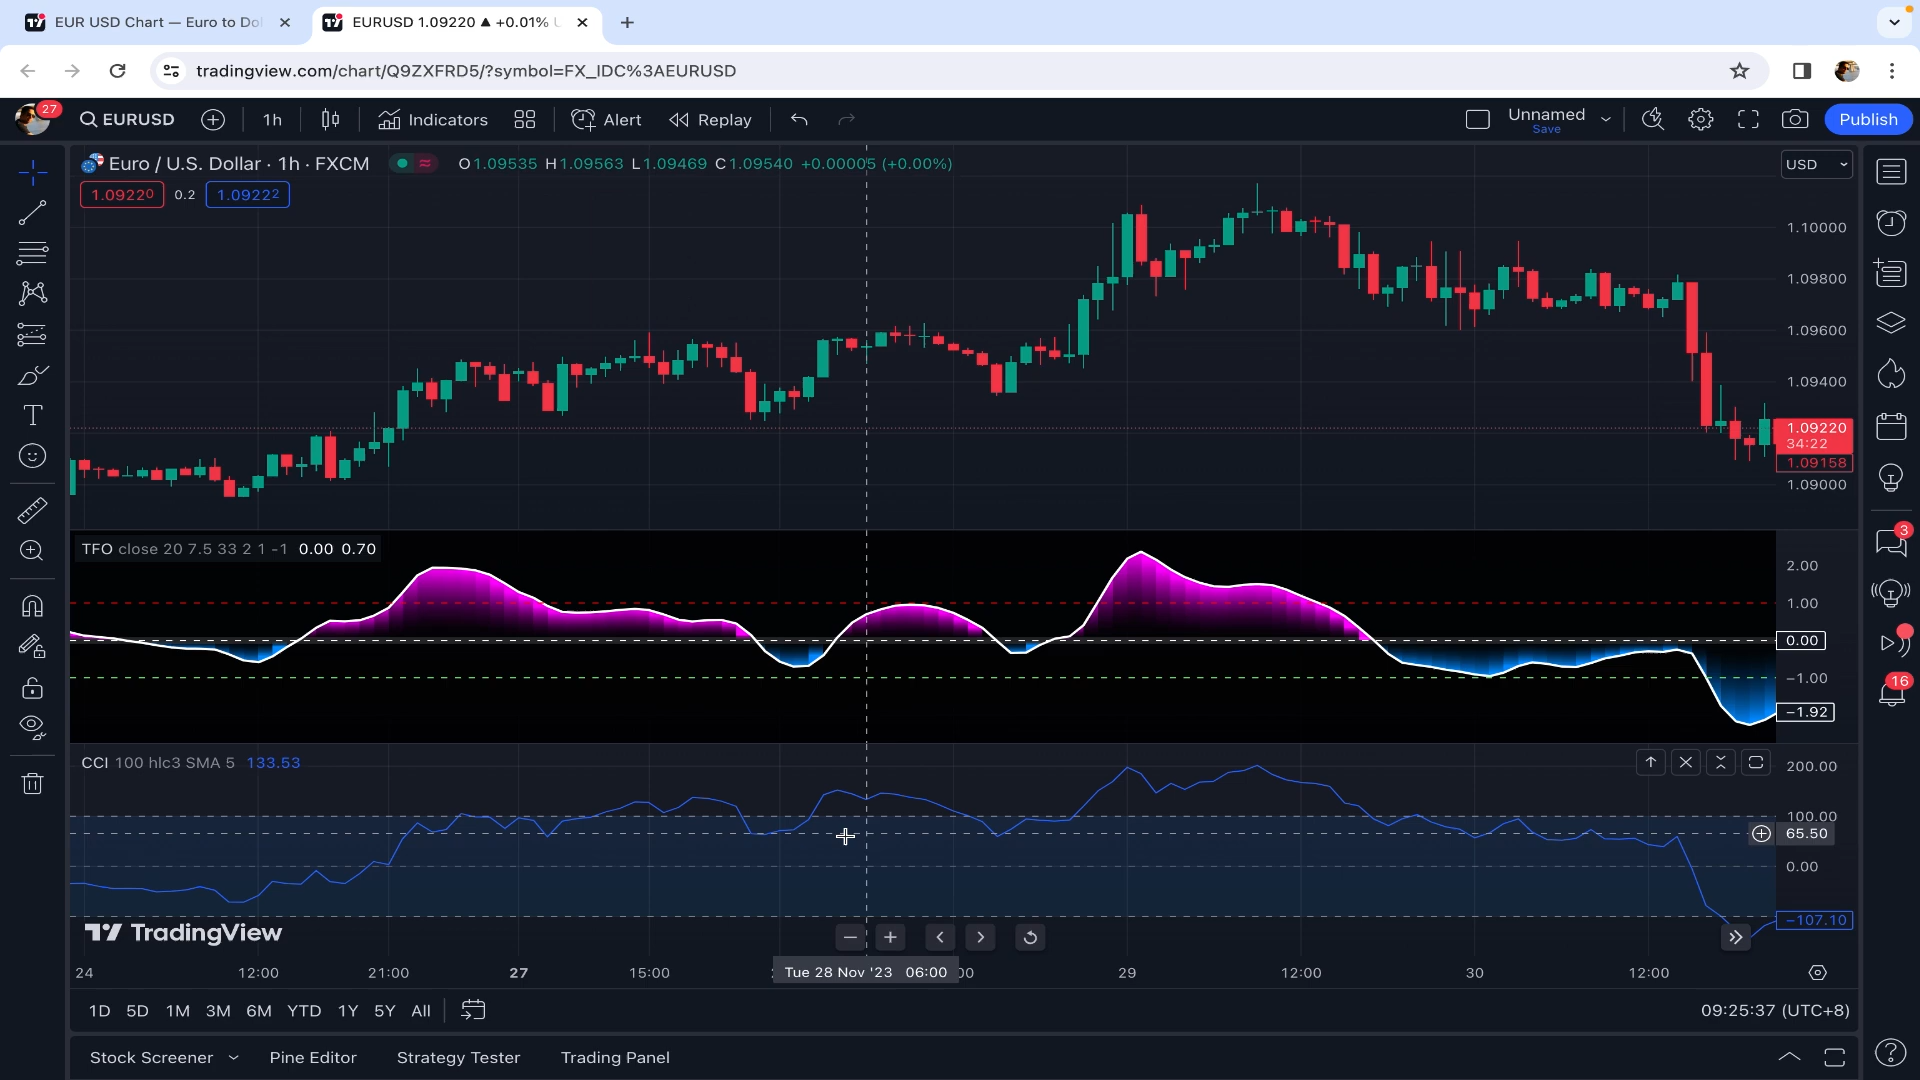 EUR USD Chart — Euro to Do
EURUSD 1.09220 ▲ +0.01% U
tradingview.com/chart/Q9ZXFRD5/?symbol=FX_IDC%3AEURUSD
27
EURUSD
1h
Indicators
Alert
Replay
Unnamed
Save
Publish
Euro / U.S. Dollar · 1h · FXCM
O1.09535 H1.09563 L1.09469 C1.09540 +0.00005 (+0.00%)
USD
1.09220
0.2
1.09222
1.10000
1.09800
1.09600
1.09400
1.09220
34:22
1.09158
1.09000
TFO close 20 7.5 33 2 1 -1 0.00 0.70
2.00
1.00
0.00
−1.00
−1.92
3
16
CCI 100 hlc3 SMA 5 133.53
200.00
100.00
65.50
0.00
−107.10
TradingView
24
12:00
21:00
27
15:00
Tue 28 Nov '23 06:00
29
12:00
30
12:00
1D 5D 1M 3M 6M YTD 1Y 5Y All
09:25:37 (UTC+8)
Stock Screener
Pine Editor
Strategy Tester
Trading Panel